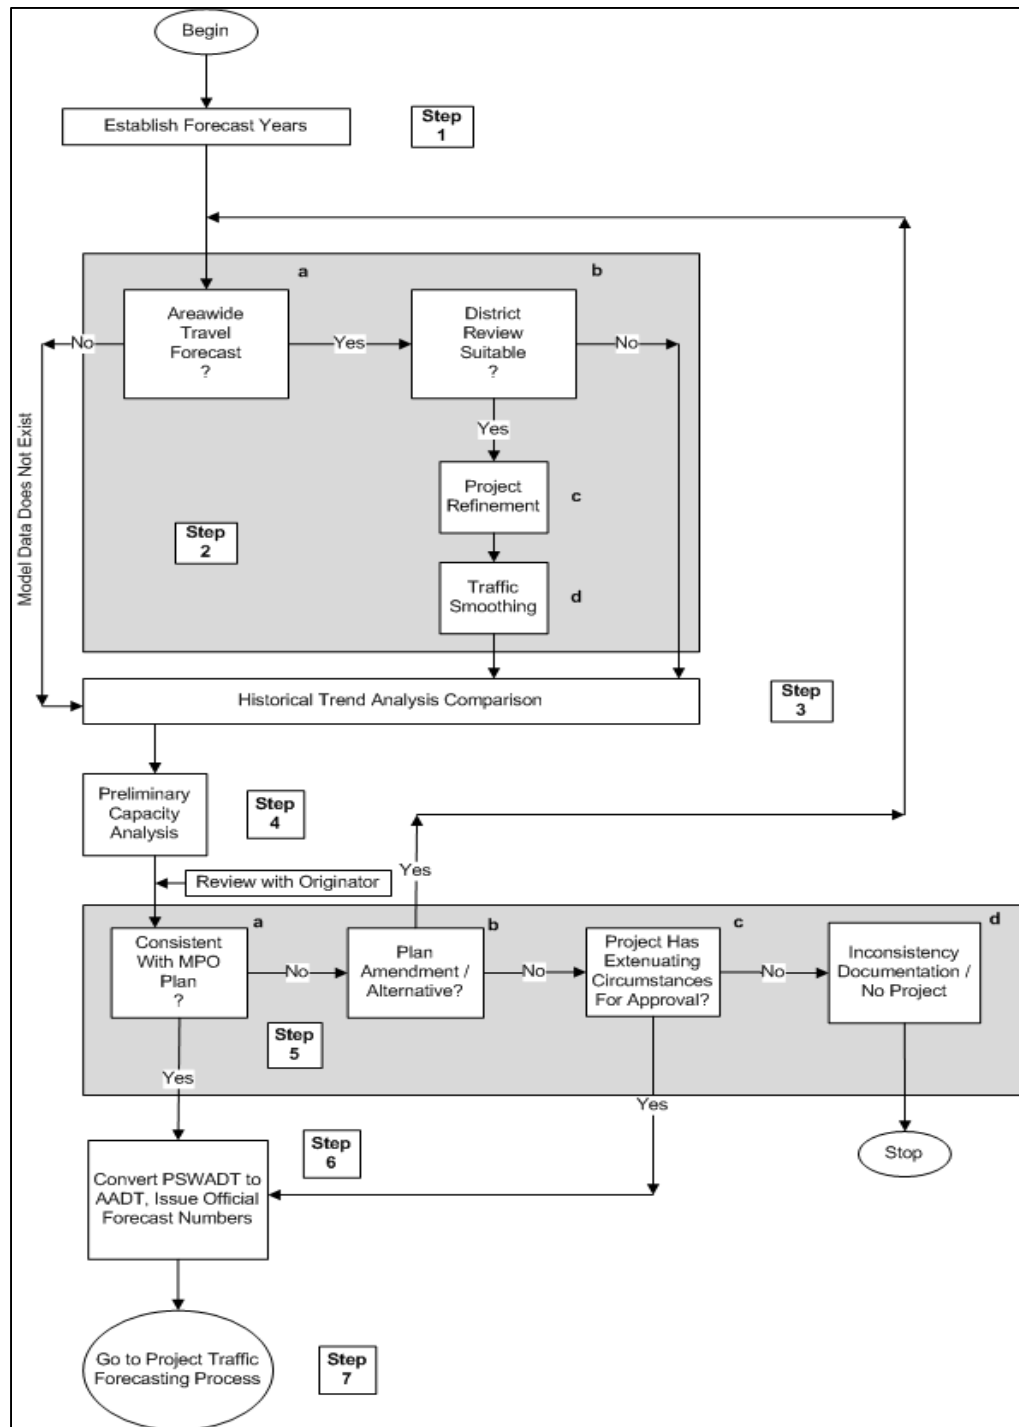 Begin
Establish Forecast Years
Step
1
a
b
Areawide
Travel
Forecast
?
District
Review
Suitable
?
No
Yes
No
Yes
Model Data Does Not Exist
Project
Refinement
c
Step
2
Traffic
Smoothing
d
Historical Trend Analysis Comparison
Step
3
Preliminary
Capacity
Analysis
Step
4
Yes
Review with Originator
a
b
c
d
Consistent
With MPO
Plan
?
No
Plan
Amendment /
Alternative?
No
Project Has
Extenuating
Circumstances
For Approval?
No
Inconsistency
Documentation /
No Project
Step
5
Yes
Yes
Step
6
Stop
Convert PSWADT to
AADT, Issue Official
Forecast Numbers
Go to Project Traffic
Forecasting Process
Step
7